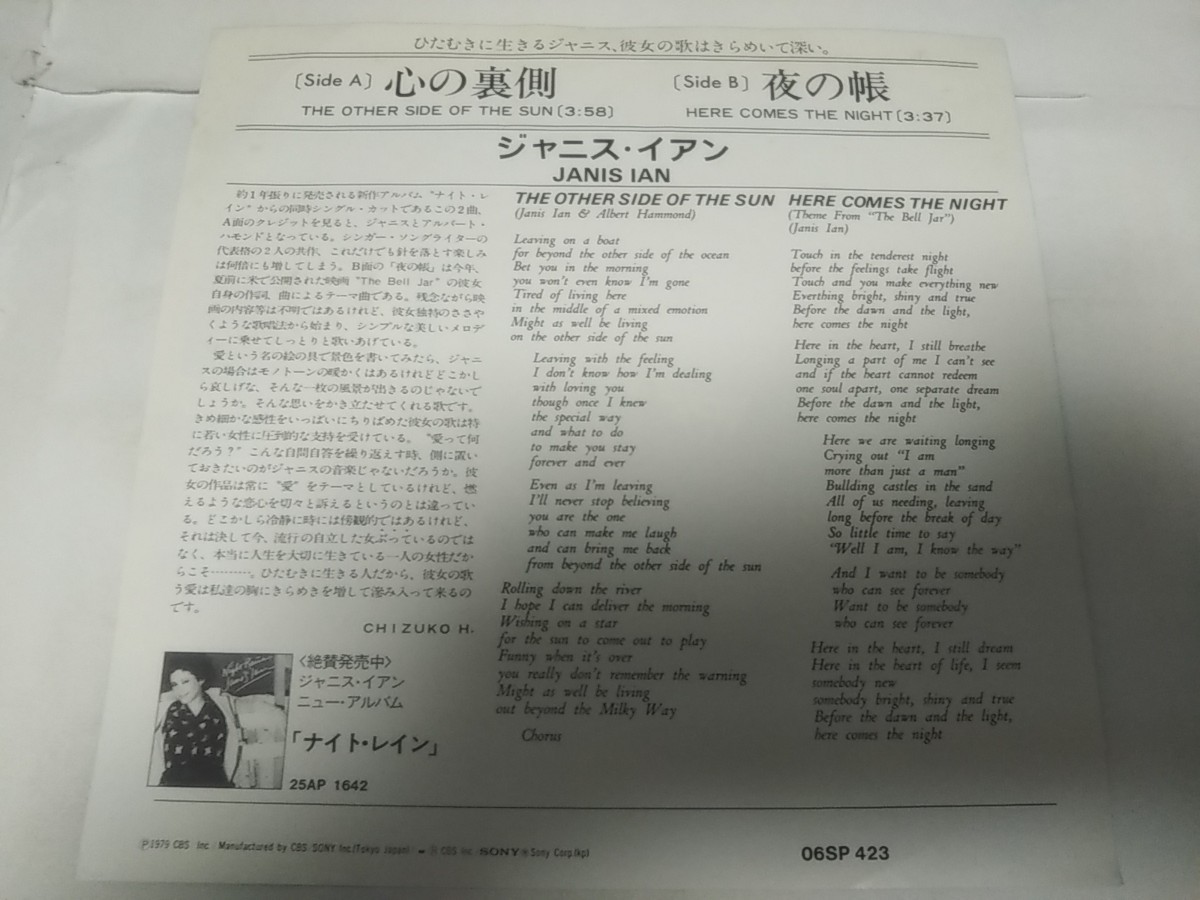 ひたむきに生きるジャニス、彼女の歌はきらめいて深い。
〔Side A〕 心の裏側
THE OTHER SIDE OF THE SUN〔3:58〕
〔Side B〕 夜の帳
HERE COMES THE NIGHT〔3:37〕
ジャニス・イアン
JANIS IAN
約1年振りに発売される新作アルバム“ナイト・レ
イン”からの同時シングル・カットであるこの2曲。
A面のクレジットを見ると、ジャニスとアルバート・
ハモンドとなっている。シンガー・ソングライターの
代表格の2人の共作、これだけでも針を落とす楽しみ
は何倍にも増してしまう。B面の「夜の帳」は今年、
夏前に米で公開された映画“The Bell Jar”の彼女
自身の作詞、曲によるテーマ曲である。残念ながら映
画の内容等は不明ではあるけれど、彼女独特のささや
くような歌唱法から始まり、シンプルな美しいメロデ
ィーに乗せてしっとりと歌いあげている。
愛という名の絵の具で景色を書いてみたら、ジャニ
スの場合はモノトーンの暖かくはあるけれどどこかし
ら哀しげな、そんな一枚の風景が出きるのじゃないで
しょうか。そんな思いをかき立たせてくれる歌です。
きめ細かな感性をいっぱいにちりばめた彼女の歌は特
に若い女性に圧倒的な支持を受けている。“愛って何
だろう？”こんな自問自答を繰り返えす時、側に置い
ておきたいのがジャニスの音楽じゃないだろうか。彼
女の作品は常に“愛”をテーマとしているけれど、燃
えるような恋心を切々と訴えるというのとは違ってい
る。どこかしら冷静に時には傍観的ではあるけれど、
それは決して今、流行の自立した女ぶっているのでは
なく、本当に人生を大切に生きている一人の女性だか
らこそ………。ひたむきに生きる人だから、彼女の歌
う愛は私達の胸にきらめきを増して滲み入って来るの
です。
CHIZUKO H.
〈絶賛発売中〉
ジャニス・イアン
ニュー・アルバム
「ナイト・レイン」
25AP 1642
THE OTHER SIDE OF THE SUN
(Janis Ian & Albert Hammond)
Leaving on a boat
for beyond the other side of the ocean
Bet you in the morning
you won't even know I'm gone
Tired of living here
in the middle of a mixed emotion
Might as well be living
on the other side of the sun
Leaving with the feeling
I don't know how I'm dealing
with loving you
though once I knew
the special way
and what to do
to make you stay
forever and ever
Even as I'm leaving
I'll never stop believing
you are the one
who can make me laugh
and can bring me back
from beyond the other side of the sun
Rolling down the river
I hope I can deliver the morning
Wishing on a star
for the sun to come out to play
Funny when it's over
you really don't remember the warning
Might as well be living
out beyond the Milky Way
Chorus
HERE COMES THE NIGHT
(Theme From "The Bell Jar")
(Janis Ian)
Touch in the tenderest night
before the feelings take flight
Touch and you make everything new
Everthing bright, shiny and true
Before the dawn and the light,
here comes the night
Here in the heart, I still breathe
Longing a part of me I can't see
and if the heart cannot redeem
one soul apart, one separate dream
Before the dawn and the light,
here comes the night
Here we are waiting longing
Crying out "I am
more than just a man"
Bullding castles in the sand
All of us needing, leaving
long before the break of day
So little time to say
"Well I am, I know the way"
And I want to be somebody
who can see forever
Want to be somebody
who can see forever
Here in the heart, I still dream
Here in the heart of life, I seem
somebody new
somebody bright, shiny and true
Before the dawn and the light,
here comes the night
Ⓟ1979 CBS Inc./Manufactured by CBS/SONY Inc.(Tokyo Japan)
CBS Inc. SONY ® Sony Corp.(kp)
06SP 423